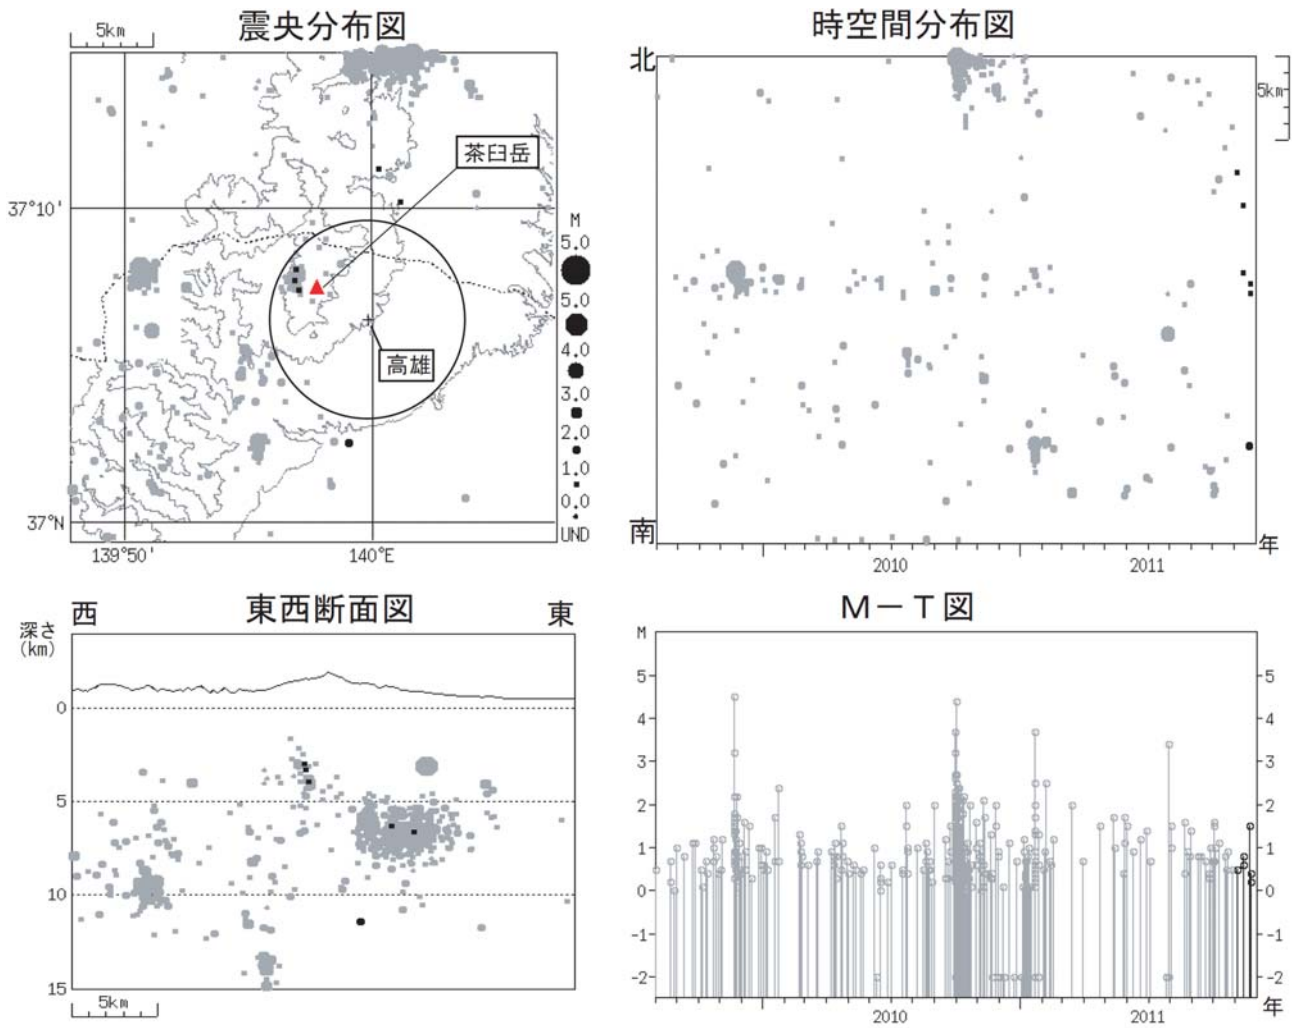 震央分布図
5km
茶臼岳
高雄
37°10'
37°N
139°50'
140°E
M
5.0
5.0
4.0
3.0
2.0
1.0
0.0
UND
時空間分布図
北
南
5km
2010
2011
年
東西断面図
西
東
深さ
(km)
0
5
10
15
5km
M－T図
M
5
4
3
2
1
0
-1
-2
5
4
3
2
1
0
-1
-2
2010
2011
年